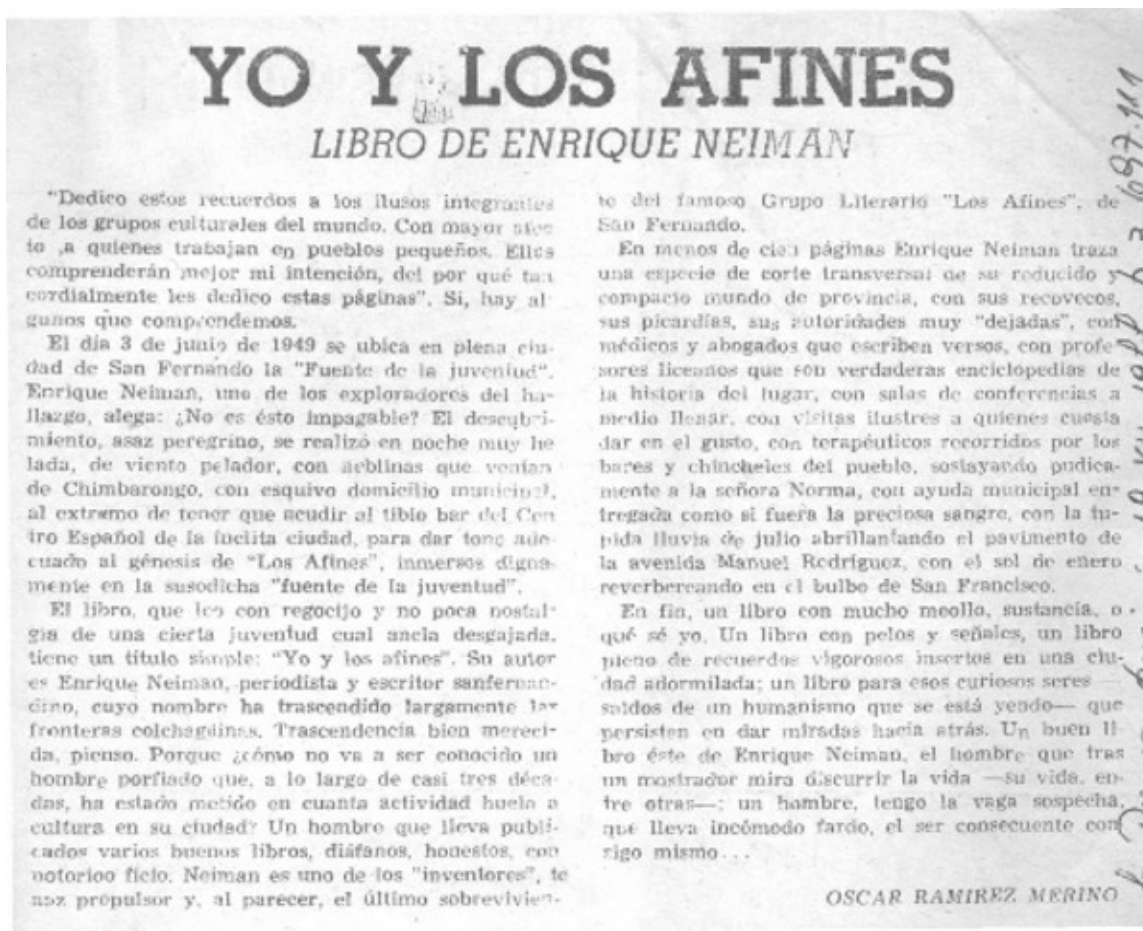 YO Y LOS AFINES
LIBRO DE ENRIQUE NEIMAN
"Dedico estos recuerdos a los ilusos integrantes
de los grupos culturales del mundo. Con mayor afec
to ,a quienes trabajan en pueblos pequeños. Ellos
comprenderán mejor mi intención, del por qué tan
cordialmente les dedico estas páginas". Si, hay al
gunos que comprendemos.
El día 3 de junio de 1949 se ubica en plena ciu-
dad de San Fernando la "Fuente de la juventud".
Enrique Neiman, uno de los exploradores del ha-
llazgo, alega: ¿No es ésto impagable? El descubri-
miento, asaz peregrino, se realizó en noche muy he
lada, de viento pelador, con neblinas que venían
de Chimbarongo, con esquivo domicilio municipal,
al extremo de tener que acudir al tibio bar del Cen
tro Español de la ínclita ciudad, para dar tono ade
cuado al génesis de "Los Afines", inmersos digna
mente en la susodicha "fuente de la juventud".
El libro, que leo con regocijo y no poca nostal-
gia de una cierta juventud cual ancla desgajada,
tiene un título simple: "Yo y los afines". Su autor
es Enrique Neiman, periodista y escritor sanfernan-
dino, cuyo nombre ha trascendido largamente las
fronteras colchagüinas. Trascendencia bien mereci-
da, pienso. Porque ¿cómo no va a ser conocido un
hombre porfiado que, a lo largo de casi tres déca-
das, ha estado metido en cuanta actividad huela a
cultura en su ciudad? Un hombre que lleva publi-
cados varios buenos libros, diáfanos, honestos, con
notorioo ficio. Neiman es uno de los "inventores", te
naz propulsor y, al parecer, el último sobrevivien-
te del famoso Grupo Literario "Los Afines", de
San Fernando.
En menos de cien páginas Enrique Neiman traza
una especie de corte transversal de su reducido y
compacto mundo de provincia, con sus recovecos,
sus picardías, sus autoridades muy "dejadas", con
médicos y abogados que escriben versos, con profe
sores liceanos que son verdaderas enciclopedias de
la historia del lugar, con salas de conferencias a
medio llenar, con visitas ilustres a quienes cuesta
dar en el gusto, con terapéuticos recorridos por los
bares y chincheles del pueblo, soslayando púdica-
mente a la señora Norma, con ayuda municipal en-
tregada como si fuera la preciosa sangre, con la tu-
pida lluvia de julio abrillantando el pavimento de
la avenida Manuel Rodríguez, con el sol de enero
reverbereando en el bulbo de San Francisco.
En fin, un libro con mucho meollo, sustancia, o
qué sé yo. Un libro con pelos y señales, un libro
pleno de recuerdos vigorosos insertos en una ciu-
dad adormilada; un libro para esos curiosos seres —
saldos de un humanismo que se está yendo— que
persisten en dar miradas hacia atrás. Un buen li
bro éste de Enrique Neiman, el hombre que tras
un mostrador mira discurrir la vida —su vida, en-
tre otras—; un hombre, tengo la vaga sospecha,
que lleva incómodo fardo, el ser consecuente con
sigo mismo...
OSCAR RAMIREZ MERINO